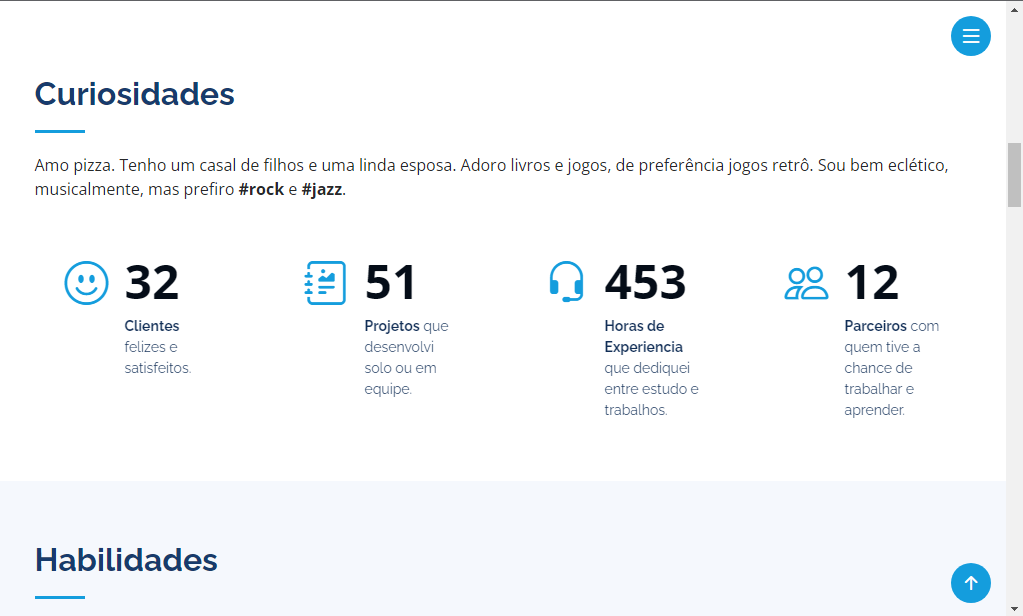 Curiosidades
Amo pizza. Tenho um casal de filhos e uma linda esposa. Adoro livros e jogos, de preferência jogos retrô. Sou bem eclético,
musicalmente, mas prefiro #rock e #jazz.
32
Clientes
felizes e
satisfeitos.
51
Projetos que
desenvolvi
solo ou em
equipe.
453
Horas de
Experiencia
que dediquei
entre estudo e
trabalhos.
12
Parceiros com
quem tive a
chance de
trabalhar e
aprender.
Habilidades